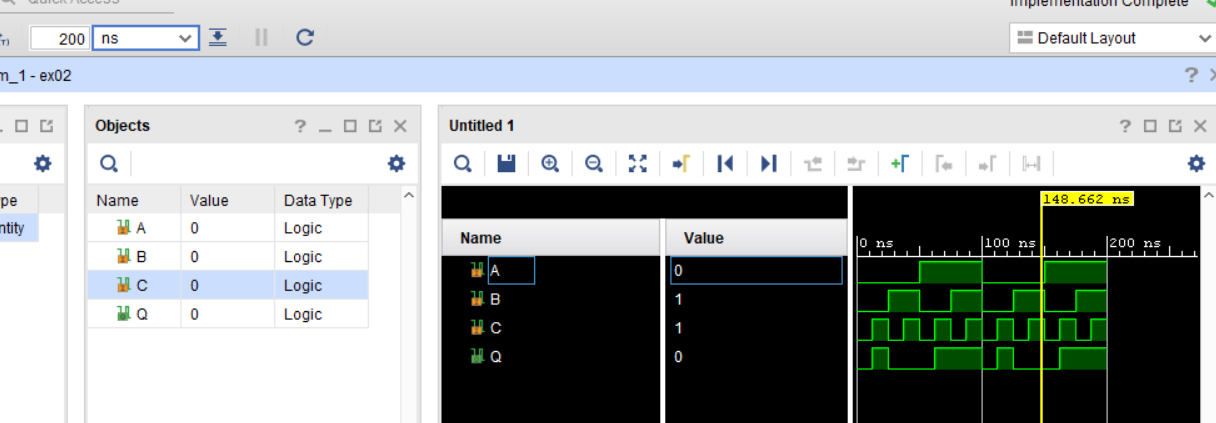 Quick Access
Implementation Complete
200 ns
Default Layout
m_1 - ex02
Objects
Untitled 1
Name Value Data Type
ntity
A 0 Logic
B 0 Logic
C 0 Logic
Q 0 Logic
Name Value
A 0
B 1
C 1
Q 0
148.662 ns
0 ns 100 ns 200 ns